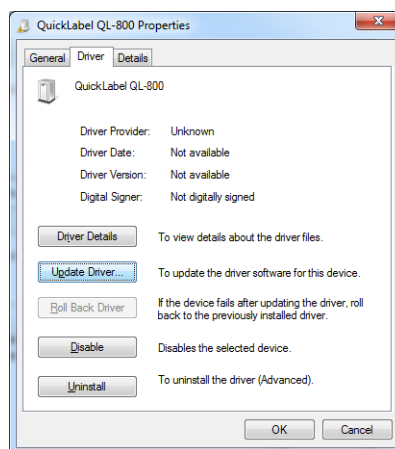 QuickLabel QL-800 Properties
General Driver Details
QuickLabel QL-800
Driver Provider: Unknown
Driver Date: Not available
Driver Version: Not available
Digital Signer: Not digitally signed
Driver Details To view details about the driver files.
Update Driver... To update the driver software for this device.
Roll Back Driver If the device fails after updating the driver, roll
back to the previously installed driver.
Disable Disables the selected device.
Uninstall To uninstall the driver (Advanced).
OK Cancel